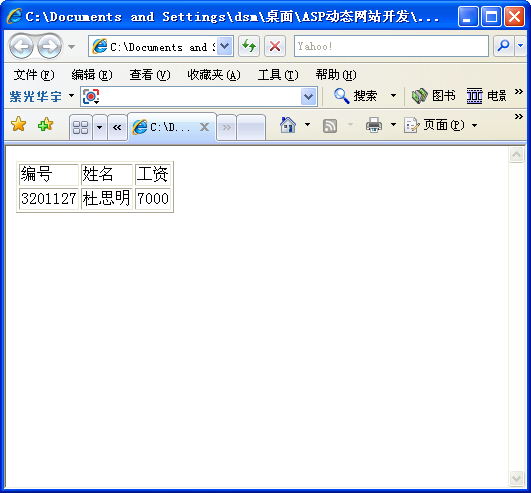 C:\Documents and Settings\dsm\桌面\ASP动态网站开发\...
C:\Documents and S
Yahoo!
文件(F) 编辑(E) 查看(V) 收藏夹(A) 工具(T) 帮助(H)
紫光华宇 搜索 图书 电影 »
« C:\D... » 页面(P) »
编号 姓名 工资
3201127 杜思明 7000